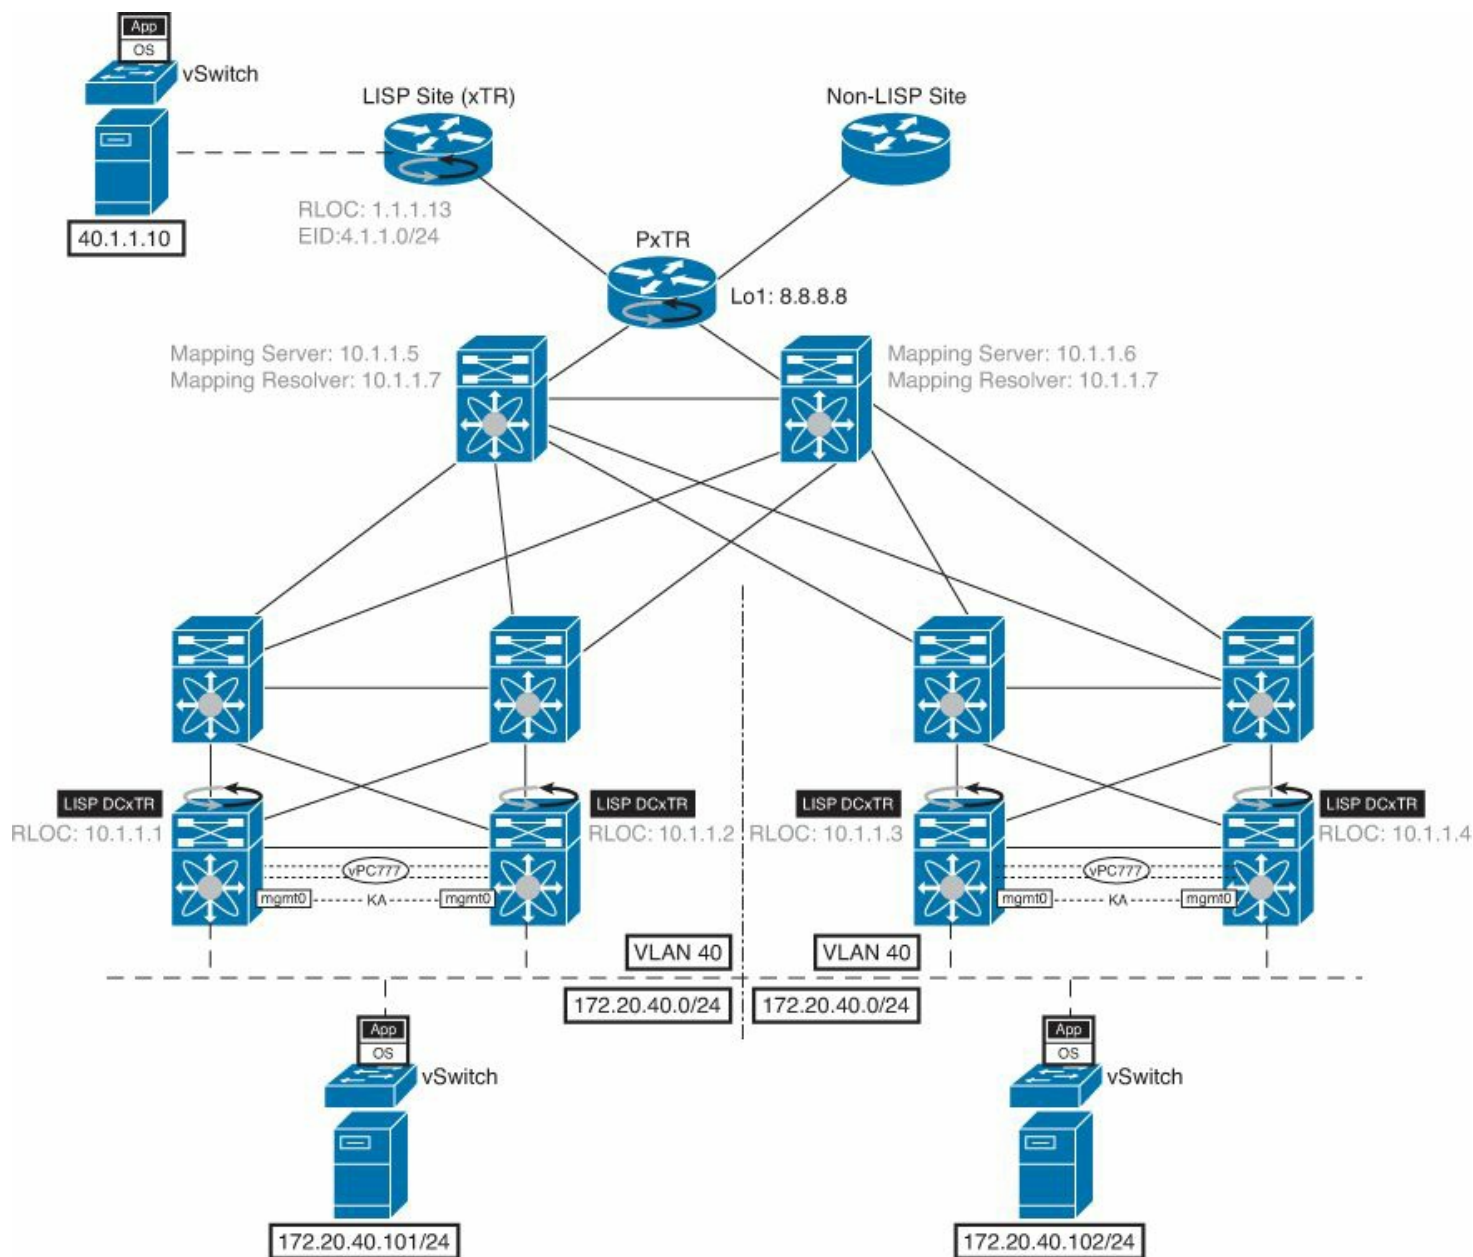 App
OS
vSwitch
LISP Site (xTR)
Non-LISP Site
40.1.1.10
RLOC: 1.1.1.13
EID:4.1.1.0/24
PxTR
Lo1: 8.8.8.8
Mapping Server: 10.1.1.5
Mapping Resolver: 10.1.1.7
Mapping Server: 10.1.1.6
Mapping Resolver: 10.1.1.7
LISP DCxTR
RLOC: 10.1.1.1
LISP DCxTR
RLOC: 10.1.1.2
LISP DCxTR
RLOC: 10.1.1.3
LISP DCxTR
RLOC: 10.1.1.4
vPC777
mgmt0
KA
mgmt0
vPC777
mgmt0
KA
mgmt0
VLAN 40
VLAN 40
172.20.40.0/24
172.20.40.0/24
App
OS
vSwitch
App
OS
vSwitch
172.20.40.101/24
172.20.40.102/24